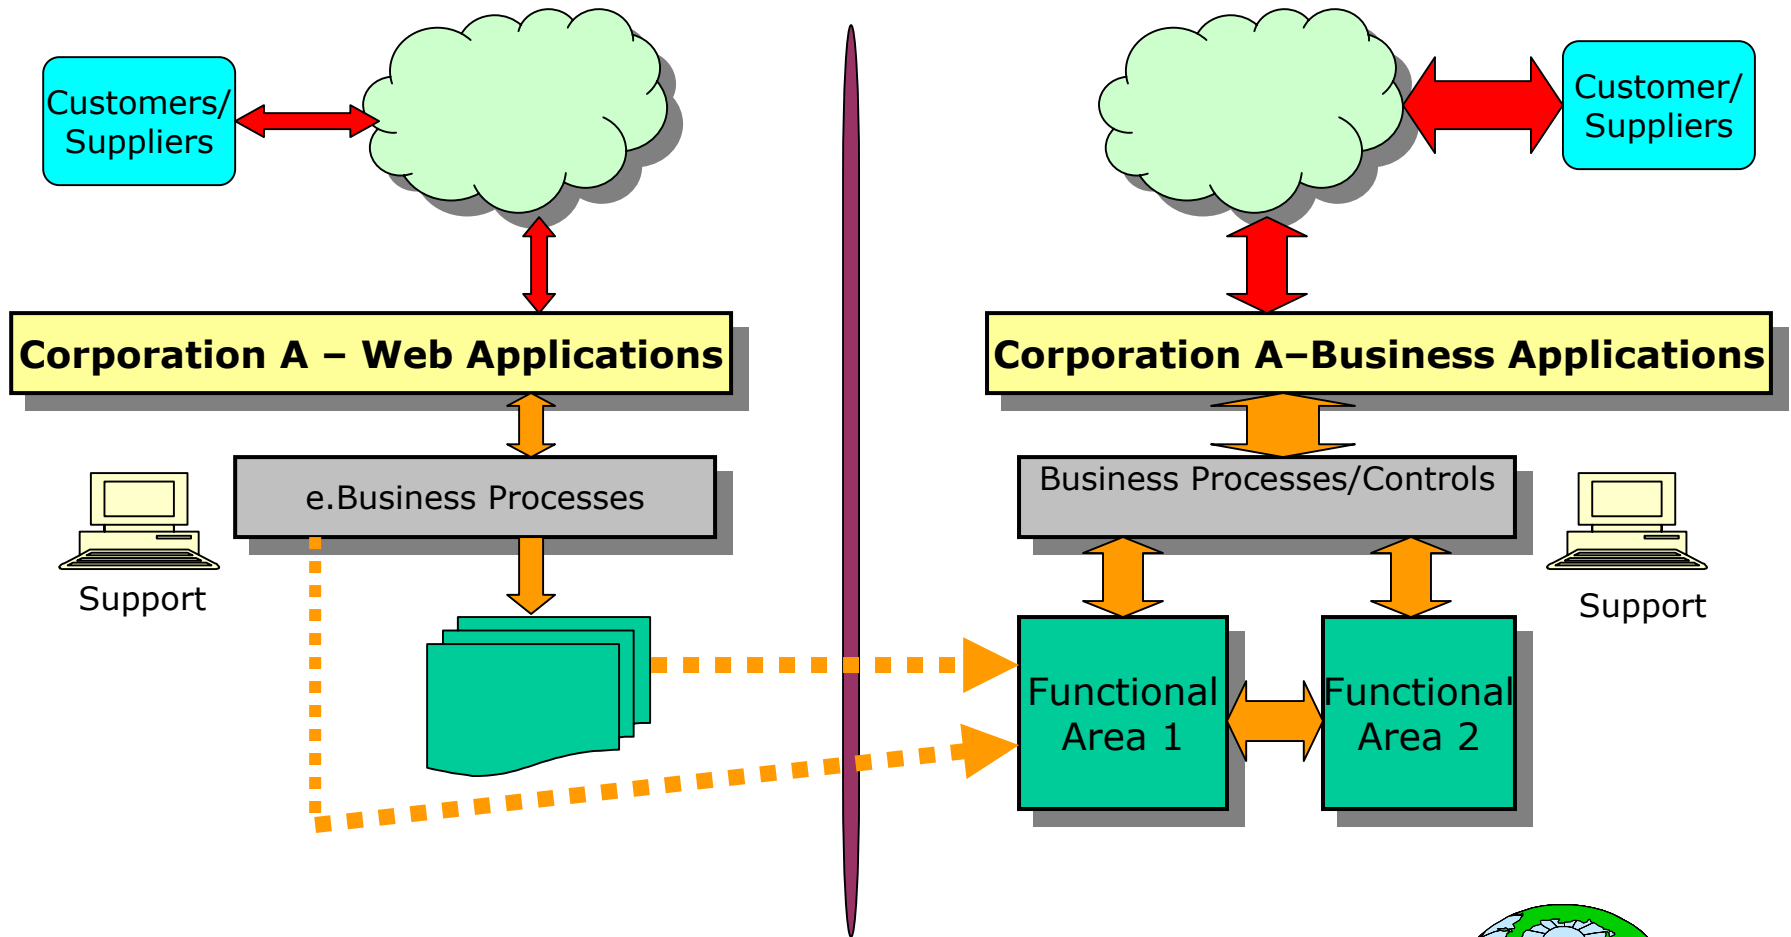 Customers/
Suppliers
Corporation A – Web Applications
e.Business Processes
Support
Customer/
Suppliers
Corporation A–Business Applications
Business Processes/Controls
Support
Functional
Area 1
Functional
Area 2